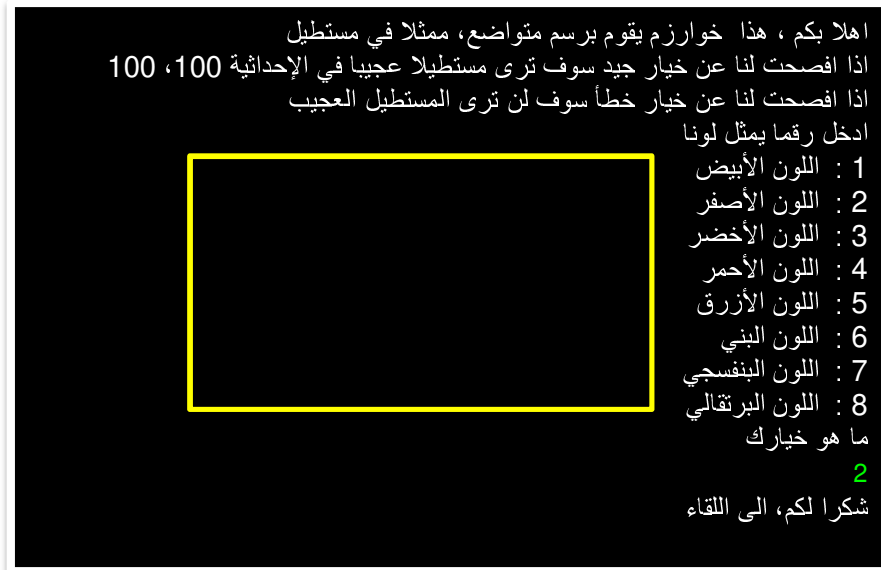 اهلا بكم ، هذا خوارزم يقوم برسم متواضع، ممثلا في مستطيل
اذا افصحت لنا عن خيار جيد سوف ترى مستطيلا عجيبا في الإحداثية 100، 100
اذا افصحت لنا عن خيار خطأ سوف لن ترى المستطيل العجيب
ادخل رقما يمثل لونا
1 : اللون الأبيض
2 : اللون الأصفر
3 : اللون الأخضر
4 : اللون الأحمر
5 : اللون الأزرق
6 : اللون البني
7 : اللون البنفسجي
8 : اللون البرتقالي
ما هو خيارك
2
شكرا لكم، الى اللقاء